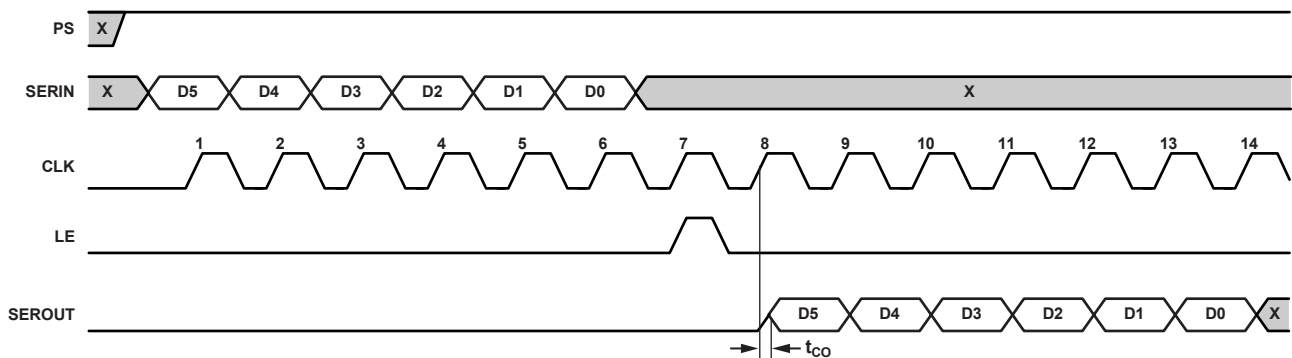 PS X
SERIN X D5 D4 D3 D2 D1 D0 X
1 2 3 4 5 6 7 8 9 10 11 12 13 14
CLK
LE
SEROUT D5 D4 D3 D2 D1 D0 X
tCO